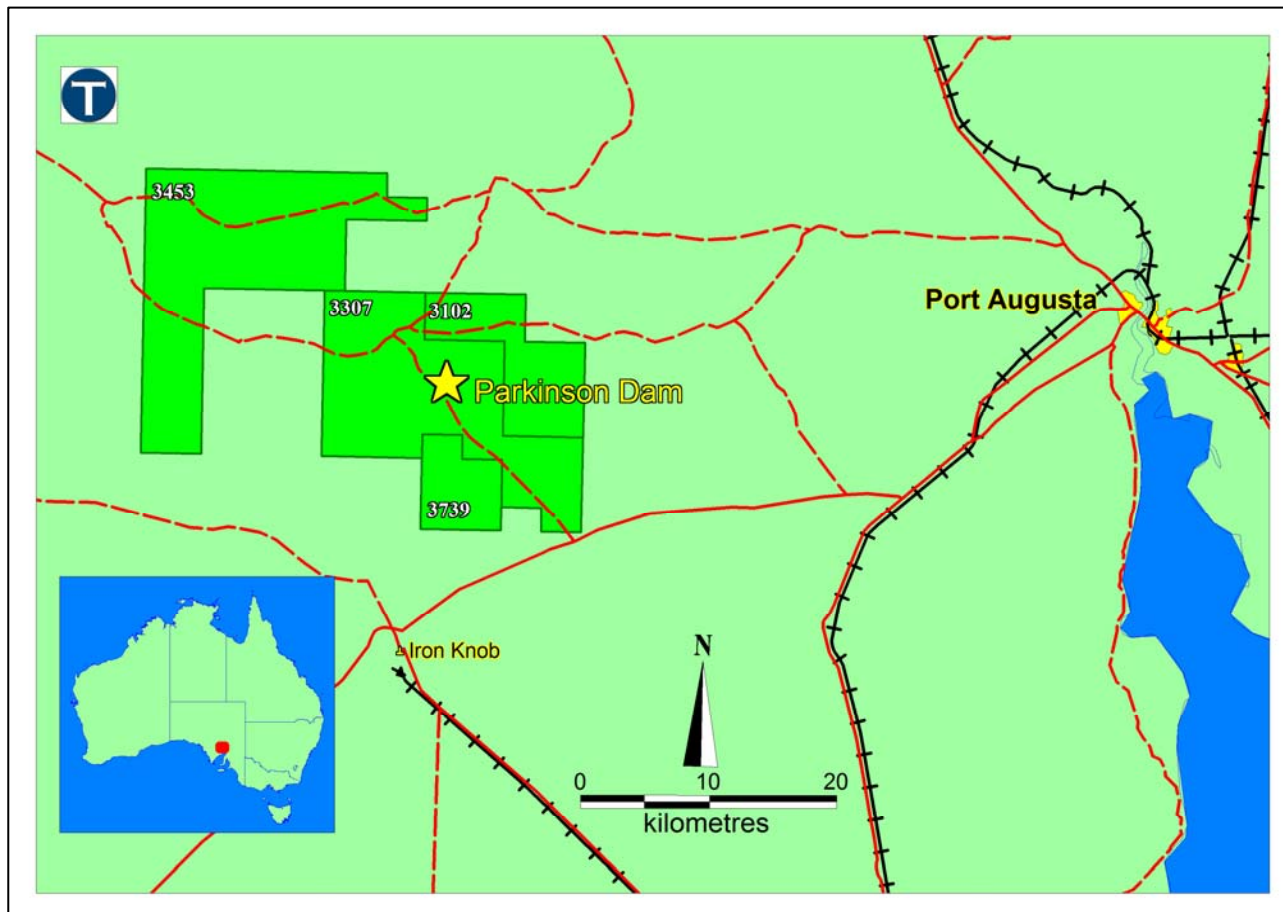 T
3453
3307
3102
Port Augusta
Parkinson Dam
3739
Iron Knob
N
0 10 20
kilometres